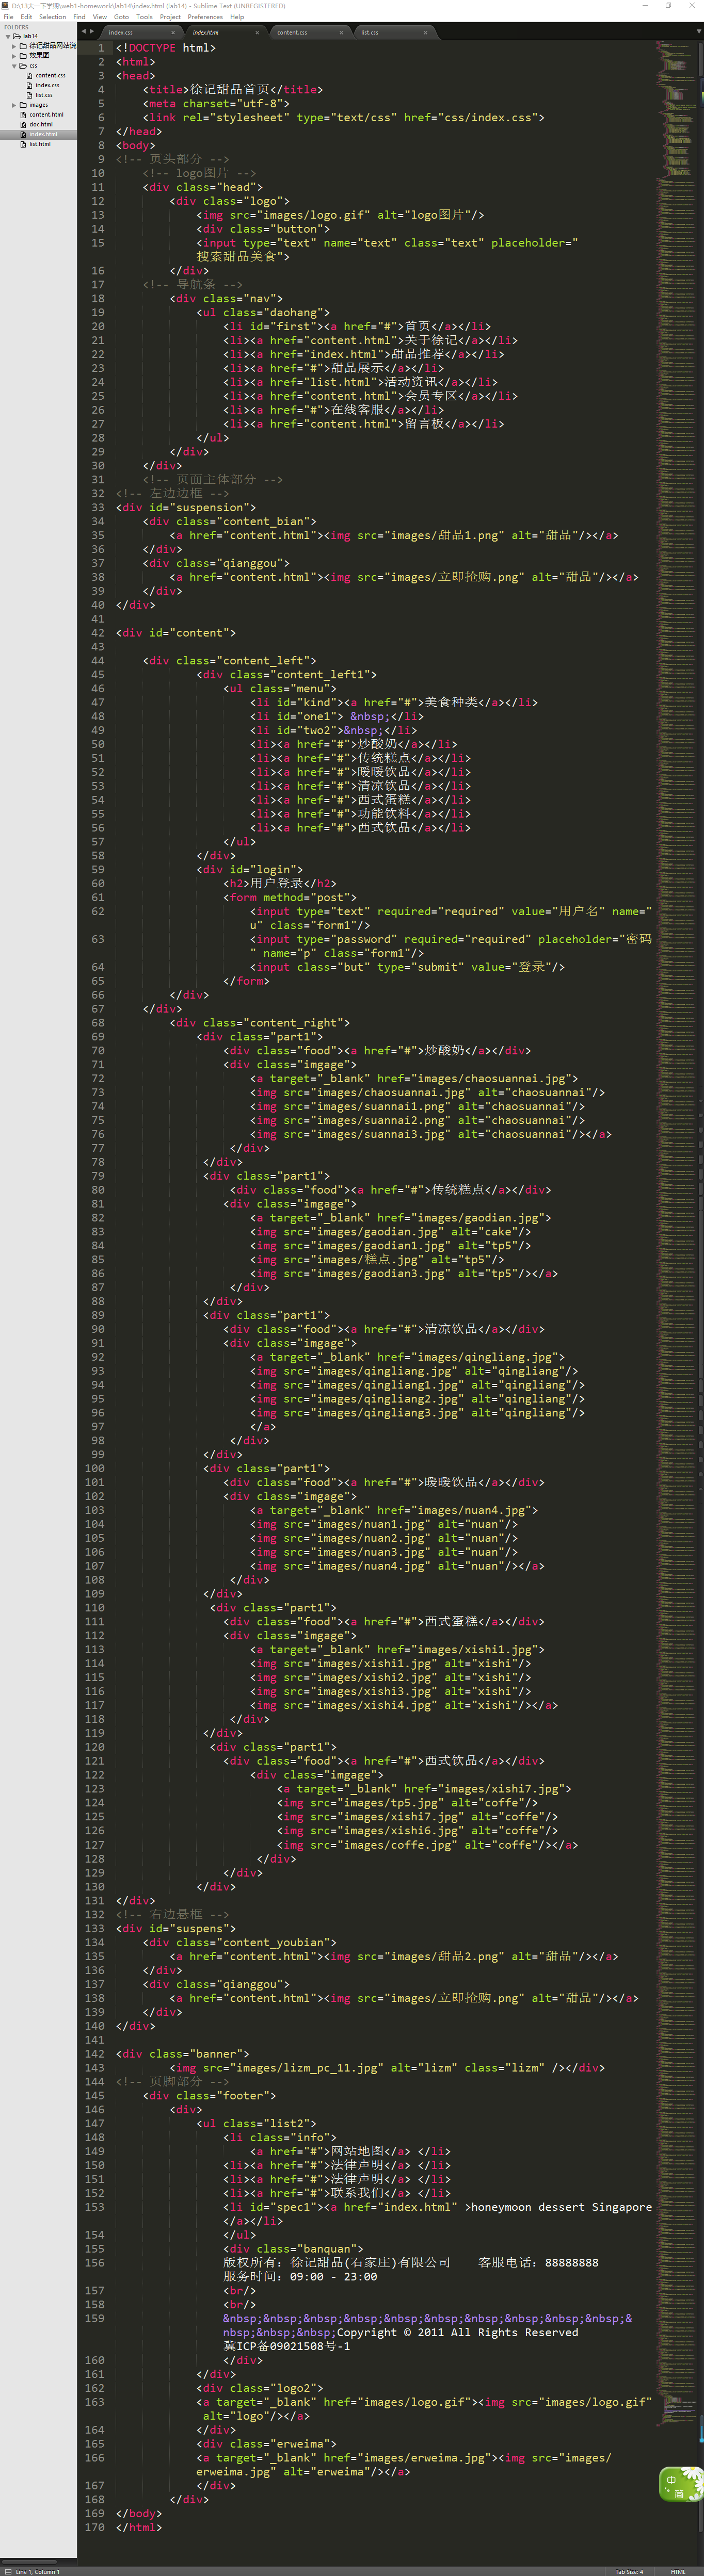 D:\13大一下学期\web1-homework\lab14\index.html (lab14) - Sublime Text (UNREGISTERED)
File Edit Selection Find View Goto Tools Project Preferences Help
FOLDERS
lab14
徐记甜品网站说
效果图
css
content.css
index.css
list.css
images
content.html
doc.html
index.html
list.html
index.css × index.html × content.css × list.css ×
1 <!DOCTYPE html>
2 <html>
3 <head>
4 <title>徐记甜品首页</title>
5 <meta charset="utf-8">
6 <link rel="stylesheet" type="text/css" href="css/index.css">
7 </head>
8 <body>
9 <!-- 页头部分 -->
10 <!-- logo图片 -->
11 <div class="head">
12 <div class="logo">
13 <img src="images/logo.gif" alt="logo图片"/>
14 <div class="button">
15 <input type="text" name="text" class="text" placeholder="
搜索甜品美食">
16 </div>
17 <!-- 导航条 -->
18 <div class="nav">
19 <ul class="daohang">
20 <li id="first"><a href="#">首页</a></li>
21 <li><a href="content.html">关于徐记</a></li>
22 <li><a href="index.html">甜品推荐</a></li>
23 <li><a href="#">甜品展示</a></li>
24 <li><a href="list.html">活动资讯</a></li>
25 <li><a href="content.html">会员专区</a></li>
26 <li><a href="#">在线客服</a></li>
27 <li><a href="content.html">留言板</a></li>
28 </ul>
29 </div>
30 </div>
31 <!-- 页面主体部分 -->
32 <!-- 左边边框 -->
33 <div id="suspension">
34 <div class="content_bian">
35 <a href="content.html"><img src="images/甜品1.png" alt="甜品"/></a>
36 </div>
37 <div class="qianggou">
38 <a href="content.html"><img src="images/立即抢购.png" alt="甜品"/></a>
39 </div>
40 </div>
41
42 <div id="content">
43
44 <div class="content_left">
45 <div class="content_left1">
46 <ul class="menu">
47 <li id="kind"><a href="#">美食种类</a></li>
48 <li id="one1"> &nbsp;</li>
49 <li id="two2">&nbsp;</li>
50 <li><a href="#">炒酸奶</a></li>
51 <li><a href="#">传统糕点</a></li>
52 <li><a href="#">暖暖饮品</a></li>
53 <li><a href="#">清凉饮品</a></li>
54 <li><a href="#">西式蛋糕</a></li>
55 <li><a href="#">功能饮料</a></li>
56 <li><a href="#">西式饮品</a></li>
57 </ul>
58 </div>
59 <div id="login">
60 <h2>用户登录</h2>
61 <form method="post">
62 <input type="text" required="required" value="用户名" name="
u" class="form1"/>
63 <input type="password" required="required" placeholder="密码
" name="p" class="form1"/>
64 <input class="but" type="submit" value="登录"/>
65 </form>
66 </div>
67 </div>
68 <div class="content_right">
69 <div class="part1">
70 <div class="food"><a href="#">炒酸奶</a></div>
71 <div class="imgage">
72 <a target="_blank" href="images/chaosuannai.jpg">
73 <img src="images/chaosuannai.jpg" alt="chaosuannai"/>
74 <img src="images/suannai1.png" alt="chaosuannai"/>
75 <img src="images/suannai2.png" alt="chaosuannai"/>
76 <img src="images/suannai3.jpg" alt="chaosuannai"/></a>
77 </div>
78 </div>
79 <div class="part1">
80 <div class="food"><a href="#">传统糕点</a></div>
81 <div class="imgage">
82 <a target="_blank" href="images/gaodian.jpg">
83 <img src="images/gaodian.jpg" alt="cake"/>
84 <img src="images/gaodian1.jpg" alt="tp5"/>
85 <img src="images/糕点.jpg" alt="tp5"/>
86 <img src="images/gaodian3.jpg" alt="tp5"/></a>
87 </div>
88 </div>
89 <div class="part1">
90 <div class="food"><a href="#">清凉饮品</a></div>
91 <div class="imgage">
92 <a target="_blank" href="images/qingliang.jpg">
93 <img src="images/qingliang.jpg" alt="qingliang"/>
94 <img src="images/qingliang1.jpg" alt="qingliang"/>
95 <img src="images/qingliang2.jpg" alt="qingliang"/>
96 <img src="images/qingliang3.jpg" alt="qingliang"/>
97 </a>
98 </div>
99 </div>
100 <div class="part1">
101 <div class="food"><a href="#">暖暖饮品</a></div>
102 <div class="imgage">
103 <a target="_blank" href="images/nuan4.jpg">
104 <img src="images/nuan1.jpg" alt="nuan"/>
105 <img src="images/nuan2.jpg" alt="nuan"/>
106 <img src="images/nuan3.jpg" alt="nuan"/>
107 <img src="images/nuan4.jpg" alt="nuan"/></a>
108 </div>
109 </div>
110 <div class="part1">
111 <div class="food"><a href="#">西式蛋糕</a></div>
112 <div class="imgage">
113 <a target="_blank" href="images/xishi1.jpg">
114 <img src="images/xishi1.jpg" alt="xishi"/>
115 <img src="images/xishi2.jpg" alt="xishi"/>
116 <img src="images/xishi3.jpg" alt="xishi"/>
117 <img src="images/xishi4.jpg" alt="xishi"/></a>
118 </div>
119 </div>
120 <div class="part1">
121 <div class="food"><a href="#">西式饮品</a></div>
122 <div class="imgage">
123 <a target="_blank" href="images/xishi7.jpg">
124 <img src="images/tp5.jpg" alt="coffe"/>
125 <img src="images/xishi7.jpg" alt="coffe"/>
126 <img src="images/xishi6.jpg" alt="coffe"/>
127 <img src="images/coffe.jpg" alt="coffe"/></a>
128 </div>
129 </div>
130 </div>
131 </div>
132 <!-- 右边悬框 -->
133 <div id="suspens">
134 <div class="content_youbian">
135 <a href="content.html"><img src="images/甜品2.png" alt="甜品"/></a>
136 </div>
137 <div class="qianggou">
138 <a href="content.html"><img src="images/立即抢购.png" alt="甜品"/></a>
139 </div>
140 </div>
141
142 <div class="banner">
143 <img src="images/lizm_pc_11.jpg" alt="lizm" class="lizm" /></div>
144 <!-- 页脚部分 -->
145 <div class="footer">
146 <div>
147 <ul class="list2">
148 <li class="info">
149 <a href="#">网站地图</a> </li>
150 <li><a href="#">法律声明</a> </li>
151 <li><a href="#">法律声明</a> </li>
152 <li><a href="#">联系我们</a> </li>
153 <li id="spec1"><a href="index.html" >honeymoon dessert Singapore
</a></li>
154 </ul>
155 <div class="banquan">
156 版权所有：徐记甜品(石家庄)有限公司 客服电话：88888888
服务时间：09:00 - 23:00
157 <br/>
158 <br/>
159 &nbsp;&nbsp;&nbsp;&nbsp;&nbsp;&nbsp;&nbsp;&nbsp;&nbsp;&nbsp;&
nbsp;&nbsp;&nbsp;Copyright © 2011 All Rights Reserved
冀ICP备09021508号-1
160 </div>
161 </div>
162 <div class="logo2">
163 <a target="_blank" href="images/logo.gif"><img src="images/logo.gif"
alt="logo"/></a>
164 </div>
165 <div class="erweima">
166 <a target="_blank" href="images/erweima.jpg"><img src="images/
erweima.jpg" alt="erweima"/></a>
167 </div>
168 </div>
169 </body>
170 </html>
中
简
Line 1, Column 1 Tab Size: 4 HTML